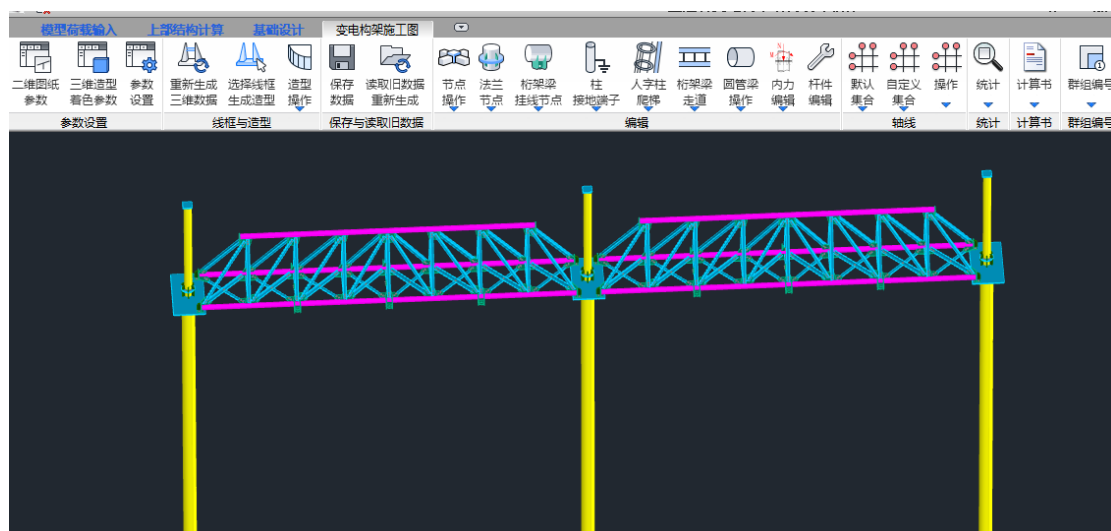 模型荷载输入 上部结构计算 基础设计 变电构架施工图
二维图纸 三维造型 参数 重新生成 选择线框 造型 保存 读取旧数据 节点 法兰 桁架梁 柱 人字柱 桁架梁 圆管梁 内力 杆件 默认 自定义 操作 统计 计算书 群组编号
参数 着色参数 设置 三维数据 生成造型 操作 数据 重新生成 操作 节点 挂线节点 接地端子 爬梯 走道 操作 编辑 编辑 集合 集合
参数设置 线框与造型 保存与读取旧数据 编辑 轴线 统计 计算书 群组编号